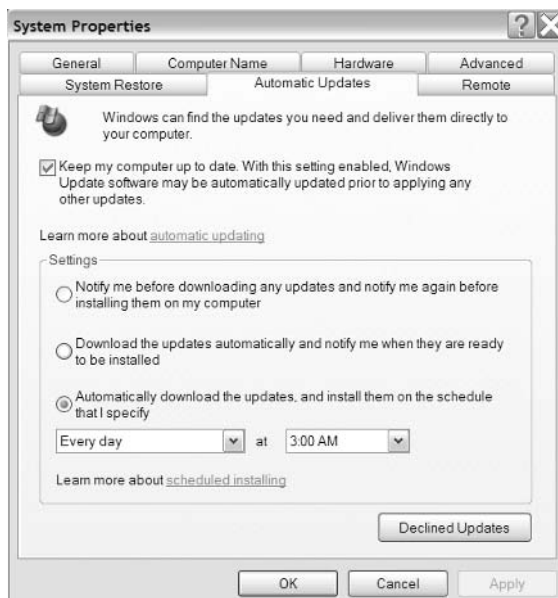 System Properties
General
Computer Name
Hardware
Advanced
System Restore
Automatic Updates
Remote
Windows can find the updates you need and deliver them directly to
your computer.
Keep my computer up to date. With this setting enabled, Windows
Update software may be automatically updated prior to applying any
other updates.
Learn more about automatic updating
Settings
Notify me before downloading any updates and notify me again before
installing them on my computer
Download the updates automatically and notify me when they are ready
to be installed
Automatically download the updates, and install them on the schedule
that I specify
Every day at 3:00 AM
Learn more about scheduled installing
Declined Updates
OK
Cancel
Apply